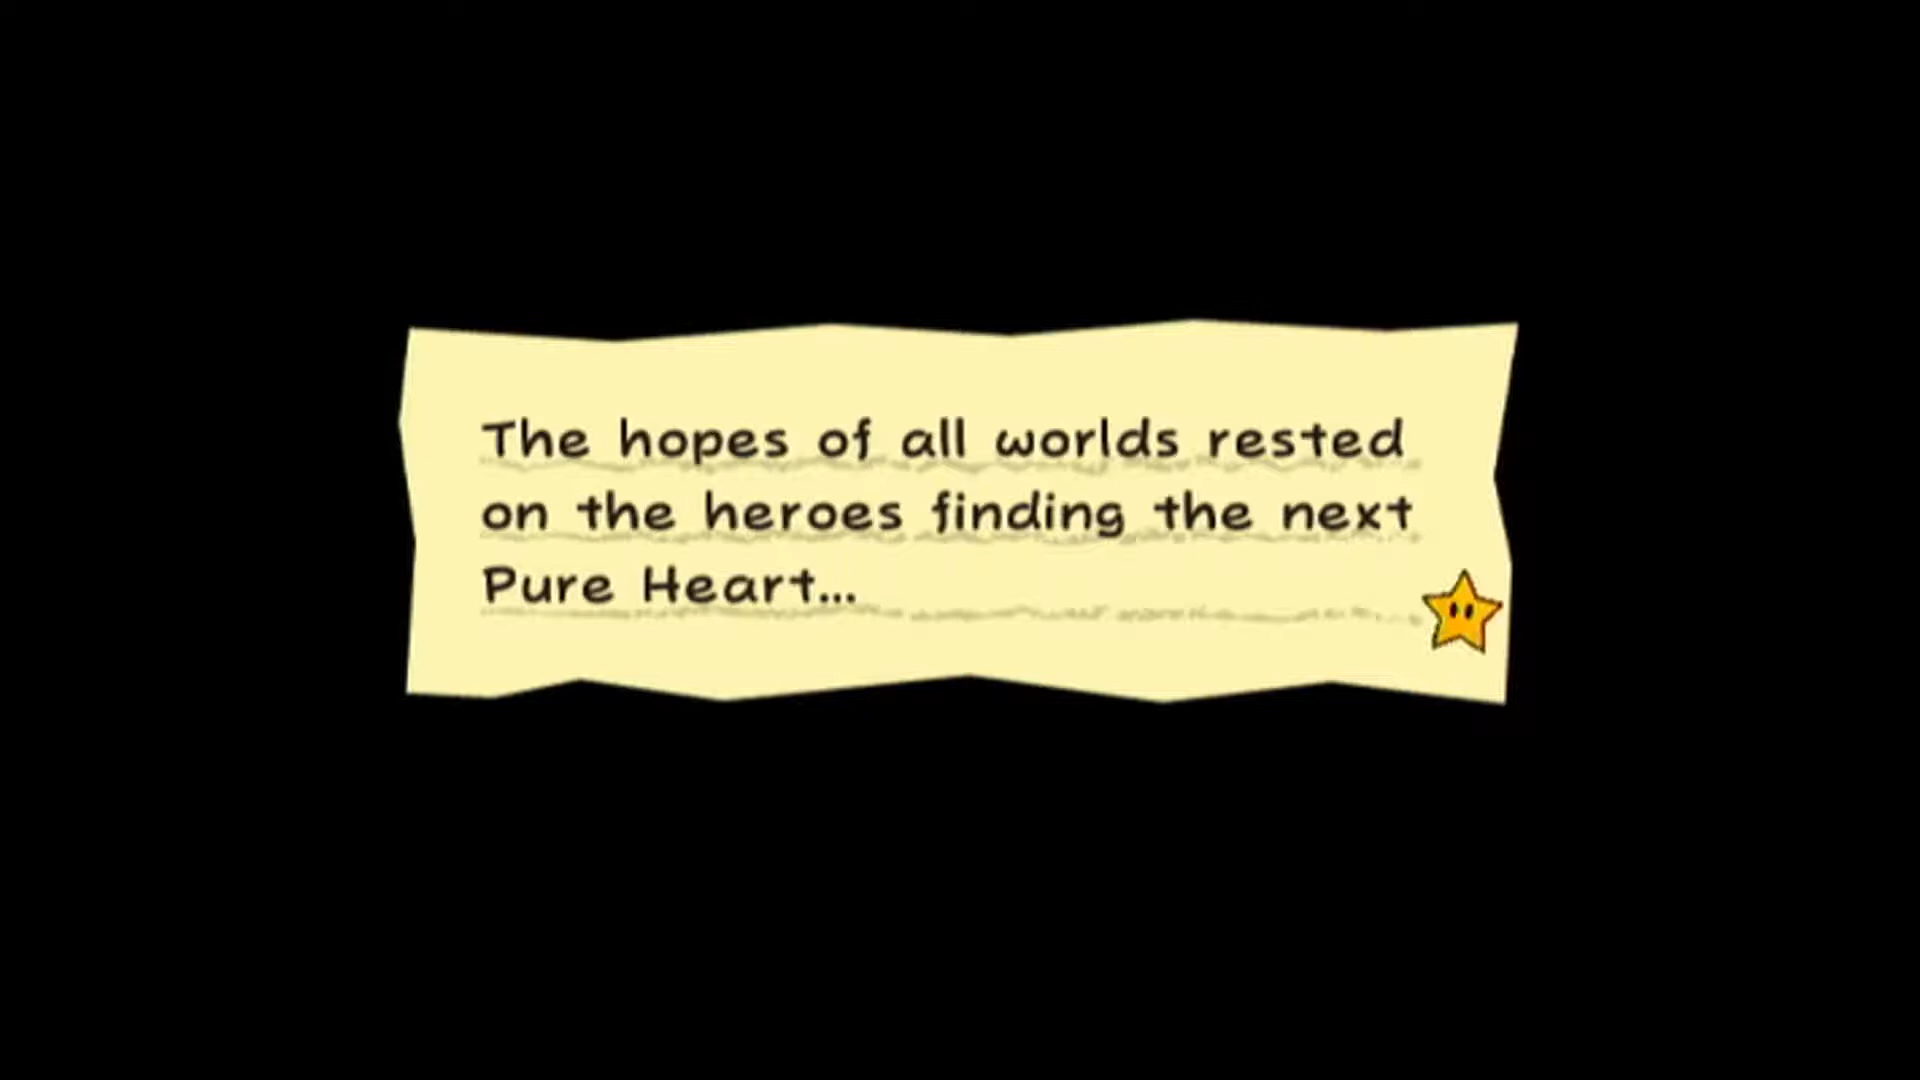 The hopes of all worlds rested
on the heroes finding the next
Pure Heart...